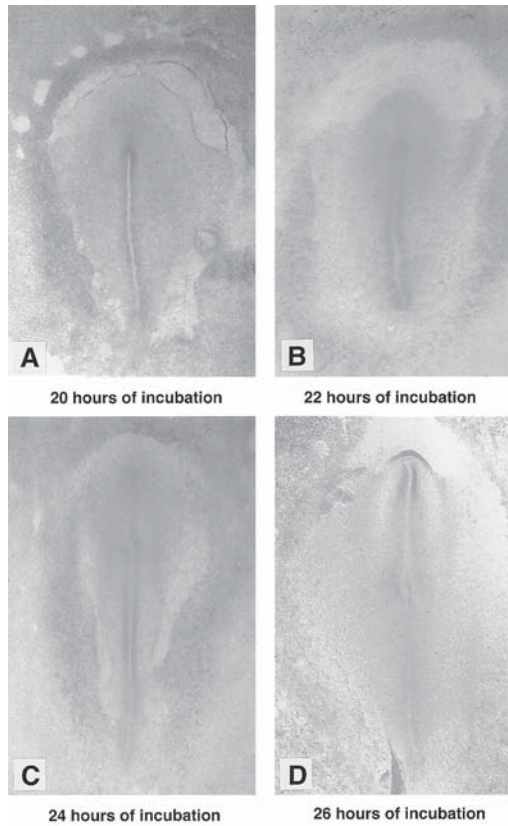 A
B
20 hours of incubation
22 hours of incubation
C
D
24 hours of incubation
26 hours of incubation